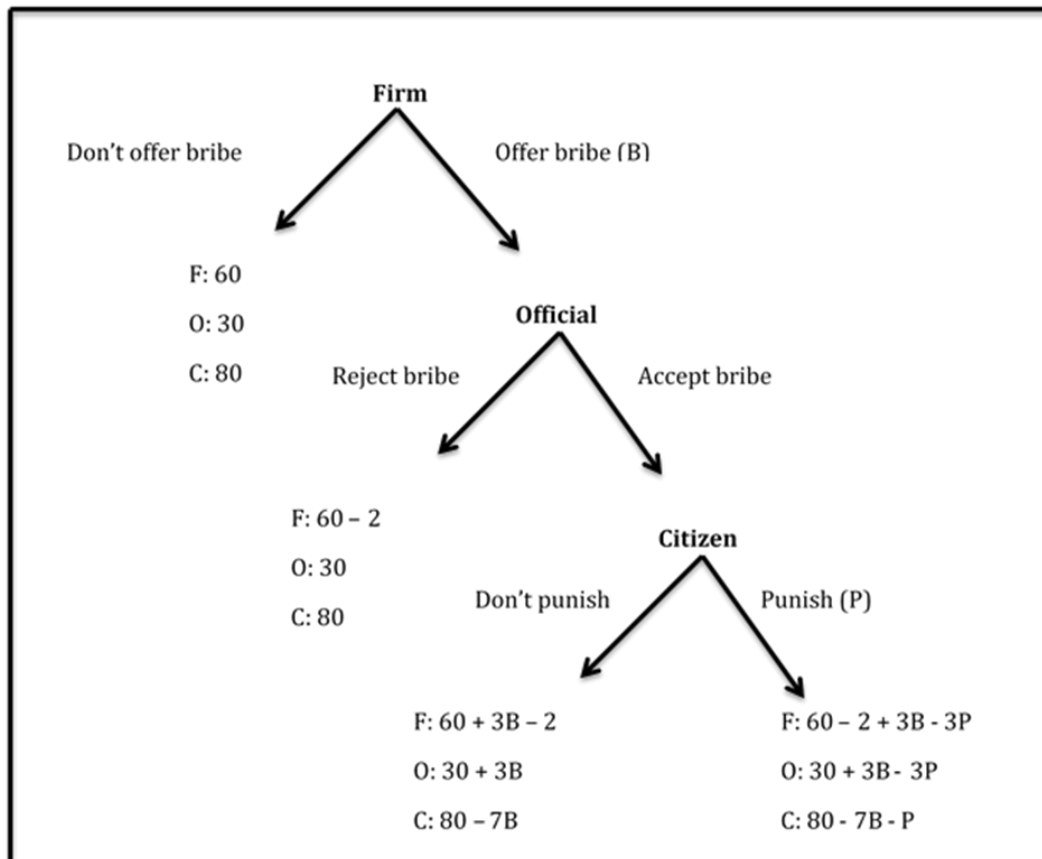 Firm
Don't offer bribe
Offer bribe (B)
F: 60
O: 30
C: 80
Official
Reject bribe
Accept bribe
F: 60 – 2
O: 30
C: 80
Citizen
Don't punish
Punish (P)
F: 60 + 3B – 2
O: 30 + 3B
C: 80 – 7B
F: 60 – 2 + 3B - 3P
O: 30 + 3B - 3P
C: 80 - 7B - P